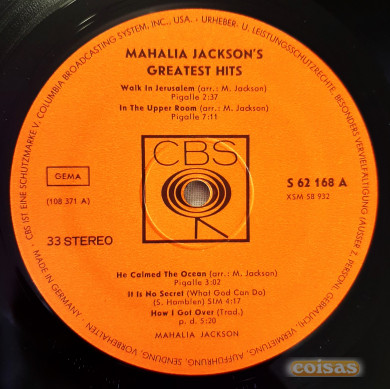 MAHALIA JACKSON'S
GREATEST HITS
Walk In Jerusalem (arr.: M. Jackson)
Pigalle 2:37
In The Upper Room (arr.: M. Jackson)
Pigalle 7:11
CBS
GEMA
(108 371 A)
S 62 168 A
XSM 58 932
33 STEREO
He Calmed The Ocean (arr.: M. Jackson)
Pigalle 3:02
It Is No Secret (What God Can Do)
(S. Hamblen) SIM 4:17
How I Got Over (Trad.)
p. d. 5:20
MAHALIA JACKSON
MADE IN GERMANY · CBS IST EINE SCHUTZMARKE V. COLUMBIA BROADCASTING SYSTEM, INC., USA. · URHEBER- U. LEISTUNGSSCHUTZRECHTE, BESONDERS VERVIELFÄLTIGUNG (AUSSER Z. PERSÖNL. GEBRAUCH), VERMIETUNG, AUFFÜHRUNG, SENDUNG, VORBEHALTEN.
coisas